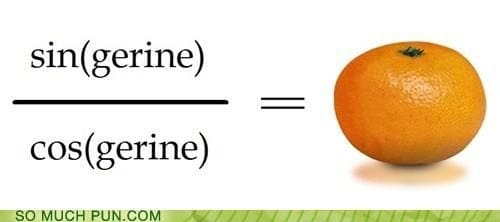 sin(gerine)
cos(gerine)
=
SO MUCH PUN.COM